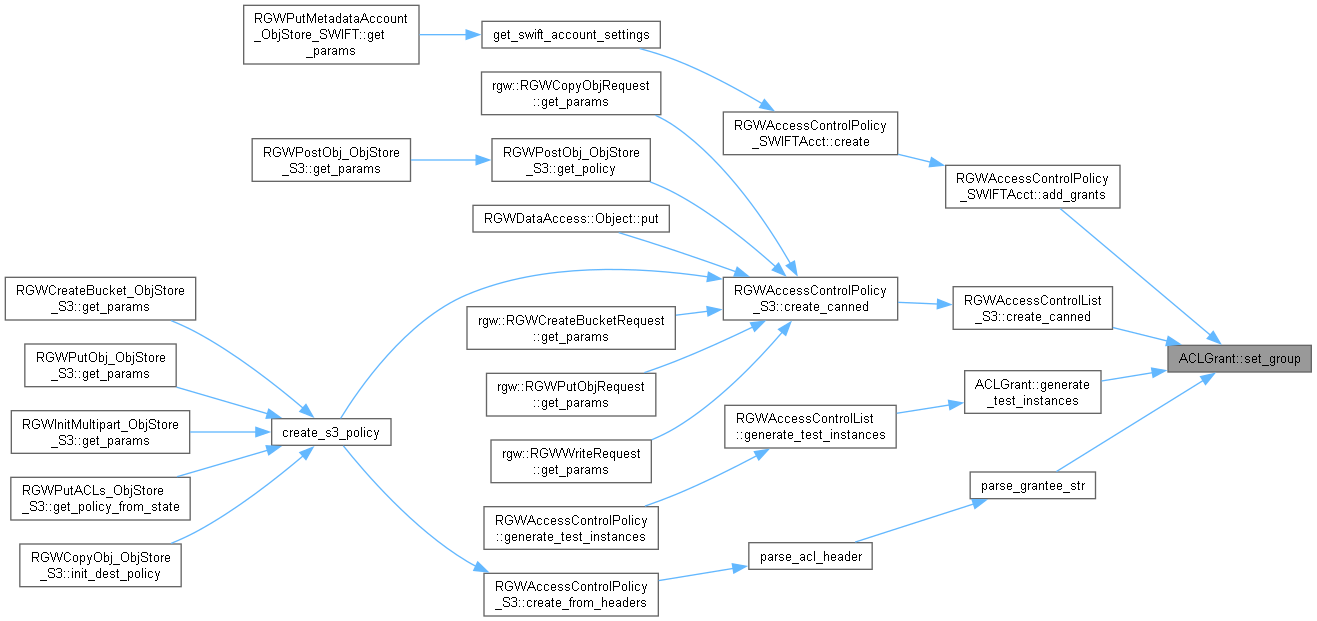 RGWPutMetadataAccount
_ObjStore_SWIFT::get
_params
get_swift_account_settings
rgw::RGWCopyObjRequest
::get_params
RGWAccessControlPolicy
_SWIFTAcct::create
RGWPostObj_ObjStore
_S3::get_params
RGWPostObj_ObjStore
_S3::get_policy
RGWAccessControlPolicy
_SWIFTAcct::add_grants
RGWDataAccess::Object::put
RGWCreateBucket_ObjStore
_S3::get_params
RGWAccessControlPolicy
_S3::create_canned
RGWAccessControlList
_S3::create_canned
rgw::RGWCreateBucketRequest
::get_params
RGWPutObj_ObjStore
_S3::get_params
ACLGrant::set_group
rgw::RGWPutObjRequest
::get_params
ACLGrant::generate
_test_instances
RGWInitMultipart_ObjStore
_S3::get_params
create_s3_policy
RGWAccessControlList
::generate_test_instances
rgw::RGWWriteRequest
::get_params
RGWPutACLs_ObjStore
_S3::get_policy_from_state
parse_grantee_str
RGWAccessControlPolicy
::generate_test_instances
RGWCopyObj_ObjStore
_S3::init_dest_policy
parse_acl_header
RGWAccessControlPolicy
_S3::create_from_headers